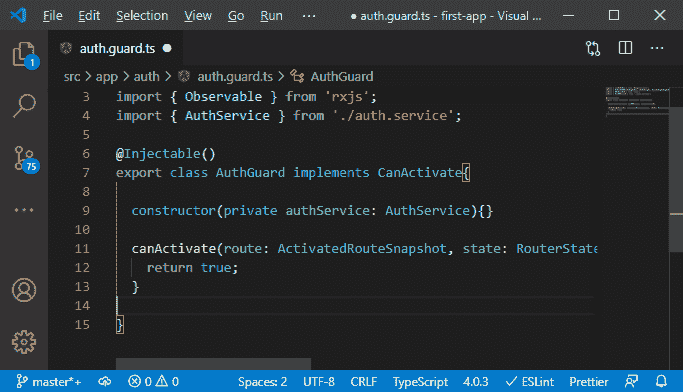 File Edit View Go Run ··· ● auth.guard.ts - first-app - Visual ...
1
75
auth.guard.ts ●
src > app > auth > auth.guard.ts > AuthGuard
3 import { Observable } from 'rxjs';
4 import { AuthService } from './auth.service';
5
6 @Injectable()
7 export class AuthGuard implements CanActivate{
8
9 constructor(private authService: AuthService){}
10
11 canActivate(route: ActivatedRouteSnapshot, state: RouterState
12 return true;
13 }
14
15 }
master*+ 0 0 Spaces: 2 UTF-8 CRLF TypeScript 4.0.3 ✓ ESLint Prettier